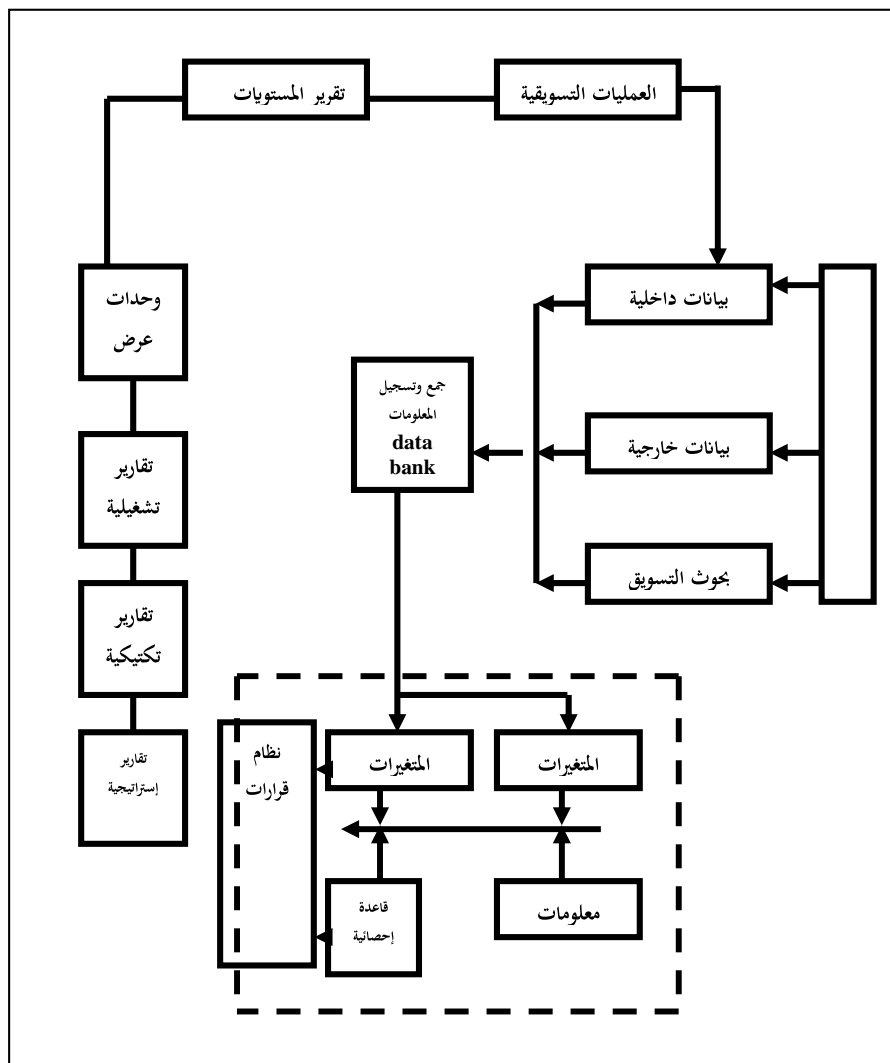 العمليات التسويقية
تقرير المستويات
بيانات داخلية
وحدات
عرض
جمع وتسجيل
المعلومات
data
bank
بيانات خارجية
تقارير
تشغيلية
بحوث التسويق
تقارير
تكتيكية
المتغيرات
المتغيرات
نظام
قرارات
تقارير
إستراتيجية
معلومات
قاعدة
إحصائية